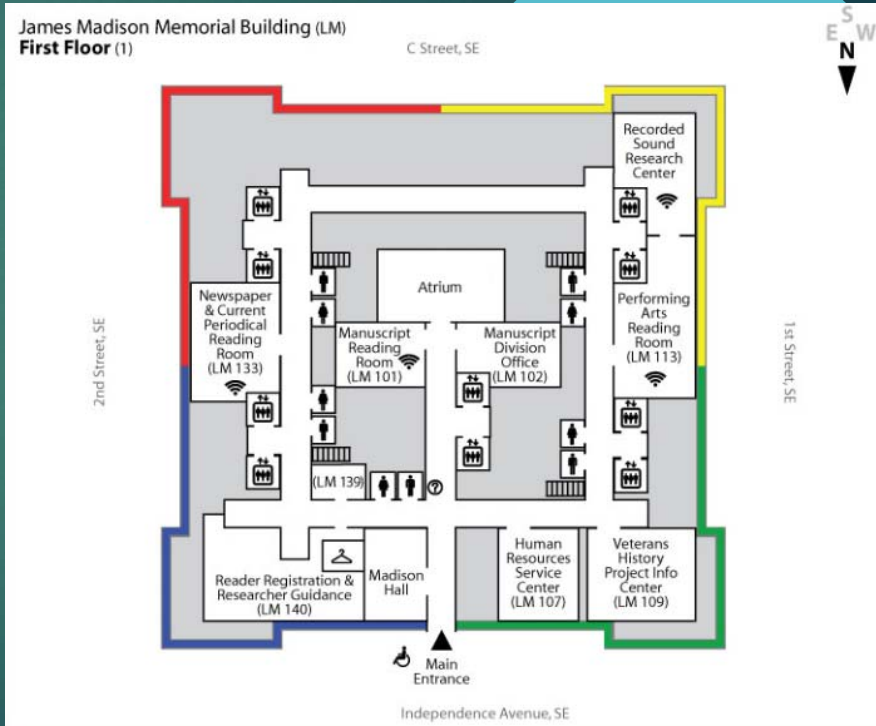 James Madison Memorial Building (LM)
First Floor (1)
C Street, SE
S
E W
N
Recorded
Sound
Research
Center
Atrium
Newspaper
& Current
Periodical
Reading
Room
(LM 133)
Manuscript
Reading
Room
(LM 101)
Manuscript
Division
Office
(LM 102)
Performing
Arts
Reading
Room
(LM 113)
2nd Street, SE
1st Street, SE
(LM 139)
?
Reader Registration &
Researcher Guidance
(LM 140)
Madison
Hall
Human
Resources
Service
Center
(LM 107)
Veterans
History
Project Info
Center
(LM 109)
Main
Entrance
Independence Avenue, SE